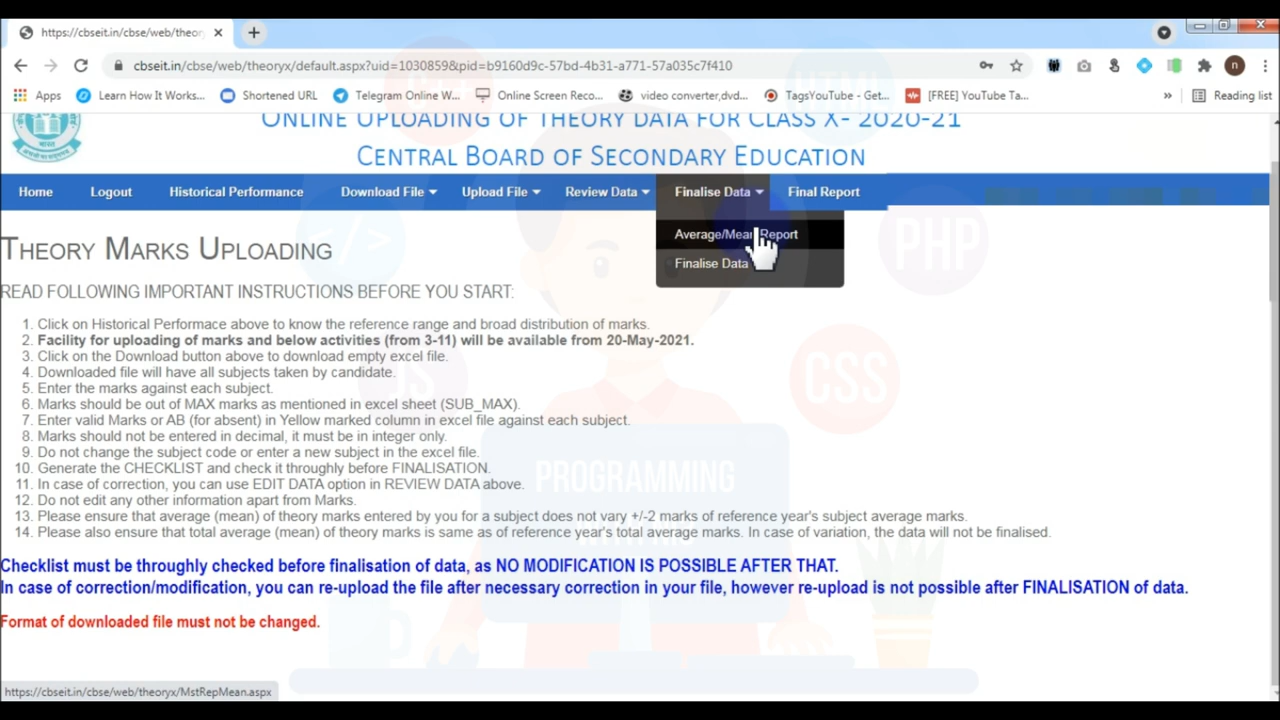 https://cbseit.in/cbse/web/theor
cbseit.in/cbse/web/theoryx/default.aspx?uid=1030859&pid=b9160d9c-57bd-4b31-a771-57a035c7f410
n
Apps Learn How It Works... Shortened URL Telegram Online W... Online Screen Reco... video converter,dvd... TagsYouTube - Get... [FREE] YouTube Ta... » Reading list
भारत
ONLINE UPLOADING OF THEORY DATA FOR CLASS X- 2020-21
CENTRAL BOARD OF SECONDARY EDUCATION
Home Logout Historical Performance Download File Upload File Review Data Finalise Data Final Report
Average/Mean Report
Finalise Data
THEORY MARKS UPLOADING
READ FOLLOWING IMPORTANT INSTRUCTIONS BEFORE YOU START:
1. Click on Historical Performace above to know the reference range and broad distribution of marks.
2. Facility for uploading of marks and below activities (from 3-11) will be available from 20-May-2021.
3. Click on the Download button above to download empty excel file.
4. Downloaded file will have all subjects taken by candidate.
5. Enter the marks against each subject.
6. Marks should be out of MAX marks as mentioned in excel sheet (SUB_MAX).
7. Enter valid Marks or AB (for absent) in Yellow marked column in excel file against each subject.
8. Marks should not be entered in decimal, it must be in integer only.
9. Do not change the subject code or enter a new subject in the excel file.
10. Generate the CHECKLIST and check it throughly before FINALISATION.
11. In case of correction, you can use EDIT DATA option in REVIEW DATA above.
12. Do not edit any other information apart from Marks.
13. Please ensure that average (mean) of theory marks entered by you for a subject does not vary +/-2 marks of reference year's subject average marks.
14. Please also ensure that total average (mean) of theory marks is same as of reference year's total average marks. In case of variation, the data will not be finalised.
Checklist must be throughly checked before finalisation of data, as NO MODIFICATION IS POSSIBLE AFTER THAT.
In case of correction/modification, you can re-upload the file after necessary correction in your file, however re-upload is not possible after FINALISATION of data.
Format of downloaded file must not be changed.
https://cbseit.in/cbse/web/theoryx/MstRepMean.aspx
HTML
</>
PHP
JS
CSS
PROGRAMMING